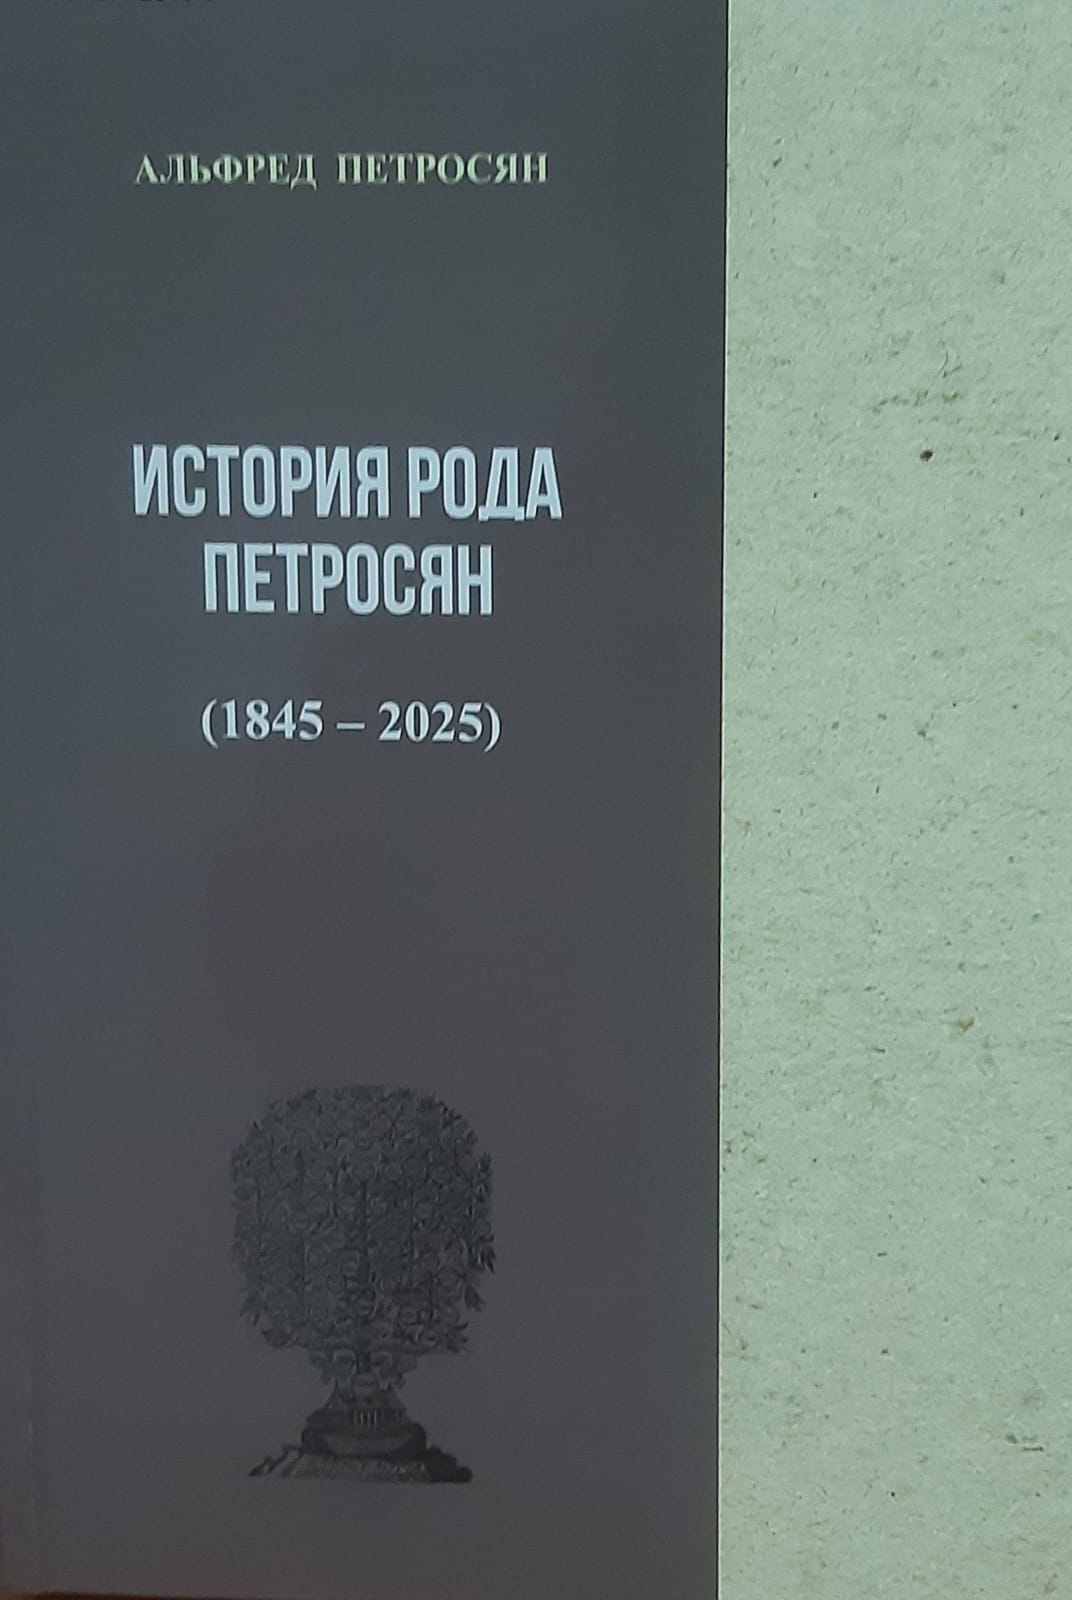 АЛЬФРЕД ПЕТРОСЯН
ИСТОРИЯ РОДА
ПЕТРОСЯН
(1845 – 2025)